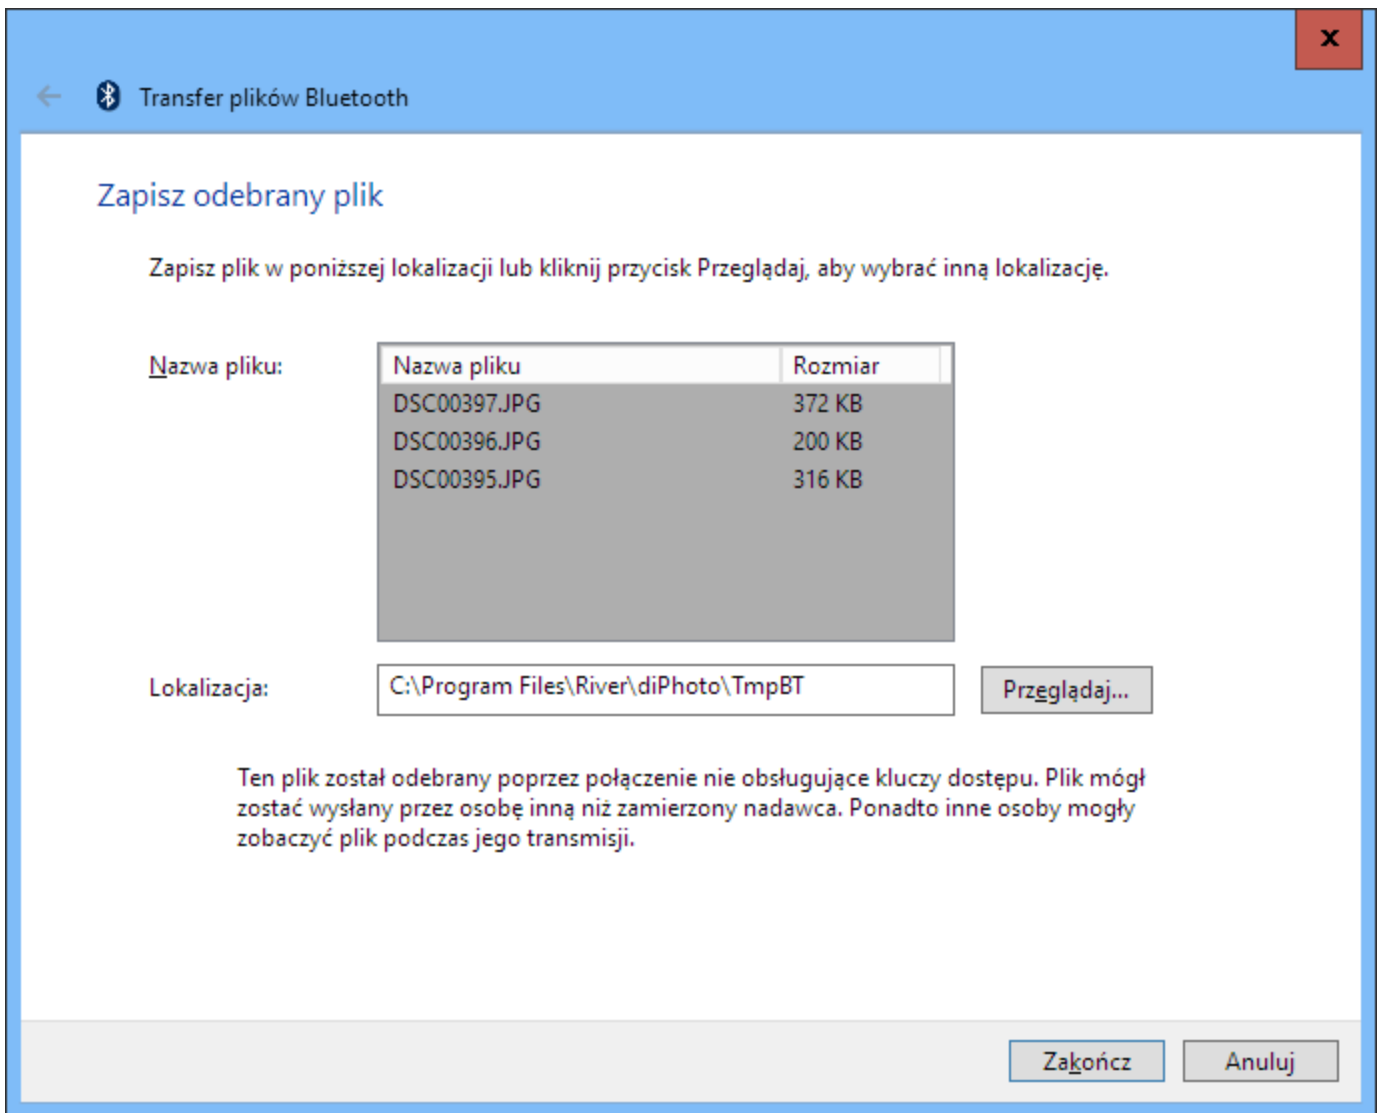 x
Transfer plików Bluetooth
Zapisz odebrany plik
Zapisz plik w poniższej lokalizacji lub kliknij przycisk Przeglądaj, aby wybrać inną lokalizację.
Nazwa pliku:
Nazwa pliku Rozmiar
DSC00397.JPG 372 KB
DSC00396.JPG 200 KB
DSC00395.JPG 316 KB
Lokalizacja: C:\Program Files\River\diPhoto\TmpBT Przeglądaj...
Ten plik został odebrany poprzez połączenie nie obsługujące kluczy dostępu. Plik mógł
zostać wysłany przez osobę inną niż zamierzony nadawca. Ponadto inne osoby mogły
zobaczyć plik podczas jego transmisji.
Zakończ Anuluj